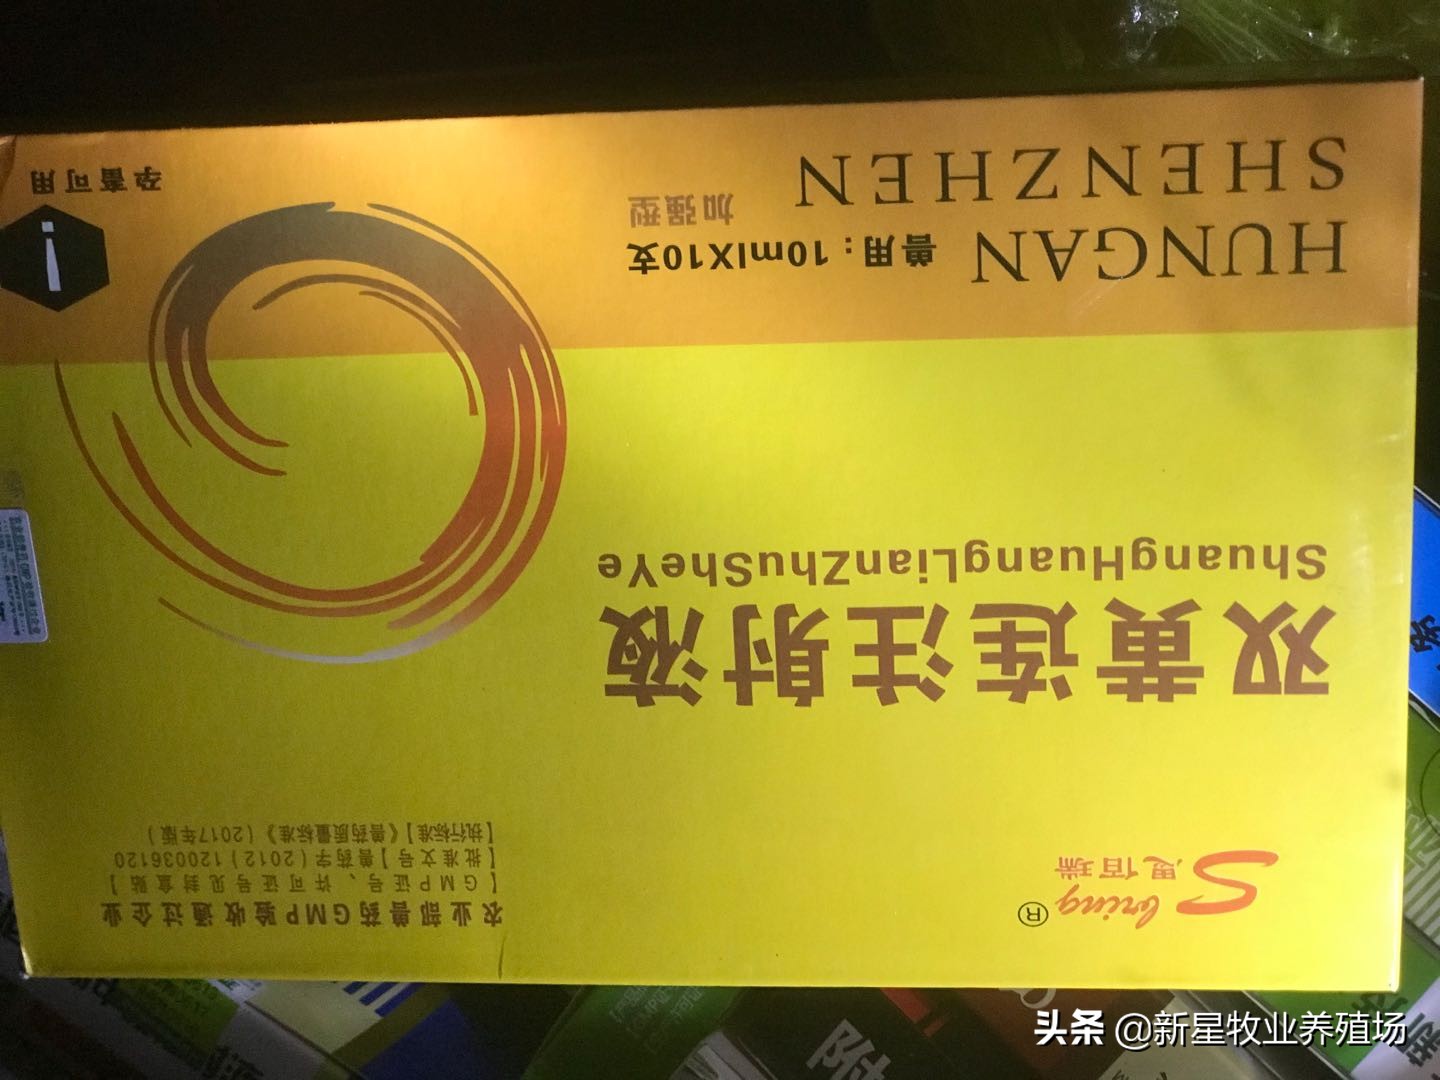 农业部兽药GMP验收通过企业
【GMP证号、许可证号见封盒贴】
【批准文号】兽药字（2012）120036120
【执行标准】《兽药质量标准》（2017年版）
Sbring®
思佰瑞
双黄连注射液
ShuangHuangLianZhuSheYe
HUNGAN
SHENZHEN
兽用：10mlX10支
加强型
孕畜可用
头条 @新星牧业养殖场